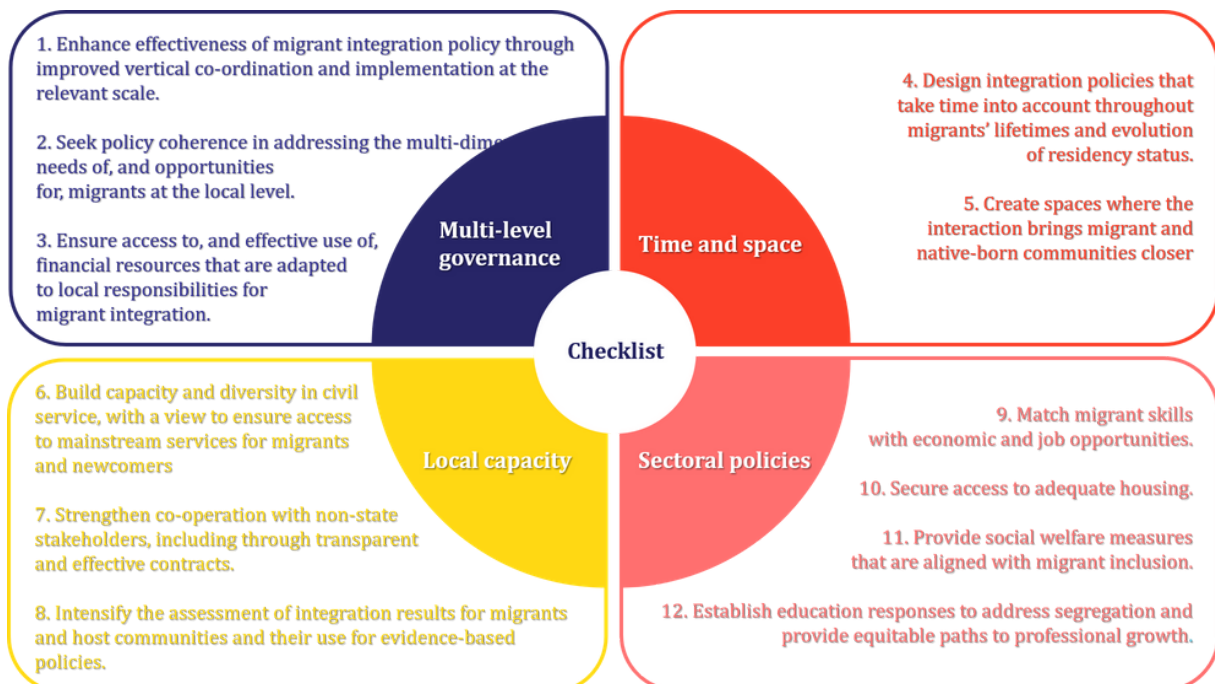 1. Enhance effectiveness of migrant integration policy through
improved vertical co-ordination and implementation at the
relevant scale.
2. Seek policy coherence in addressing the multi-dime
needs of, and opportunities
for, migrants at the local level.
3. Ensure access to, and effective use of,
financial resources that are adapted
to local responsibilities for
migrant integration.
Multi-level
governance
4. Design integration policies that
take time into account throughout
migrants' lifetimes and evolution
of residency status.
5. Create spaces where the
interaction brings migrant and
native-born communities closer
Time and space
Checklist
6. Build capacity and diversity in civil
service, with a view to ensure access
to mainstream services for migrants
and newcomers
7. Strengthen co-operation with non-state
stakeholders, including through transparent
and effective contracts.
8. Intensify the assessment of integration results for migrants
and host communities and their use for evidence-based
policies.
Local capacity
Sectoral policies
9. Match migrant skills
with economic and job opportunities.
10. Secure access to adequate housing.
11. Provide social welfare measures
that are aligned with migrant inclusion.
12. Establish education responses to address segregation and
provide equitable paths to professional growth.